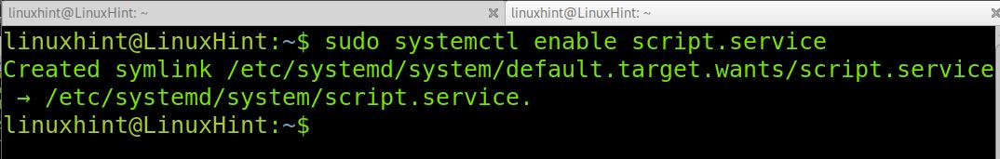 linuxhint@LinuxHint: ~ linuxhint@LinuxHint: ~
linuxhint@LinuxHint:~$ sudo systemctl enable script.service
Created symlink /etc/systemd/system/default.target.wants/script.service
→ /etc/systemd/system/script.service.
linuxhint@LinuxHint:~$